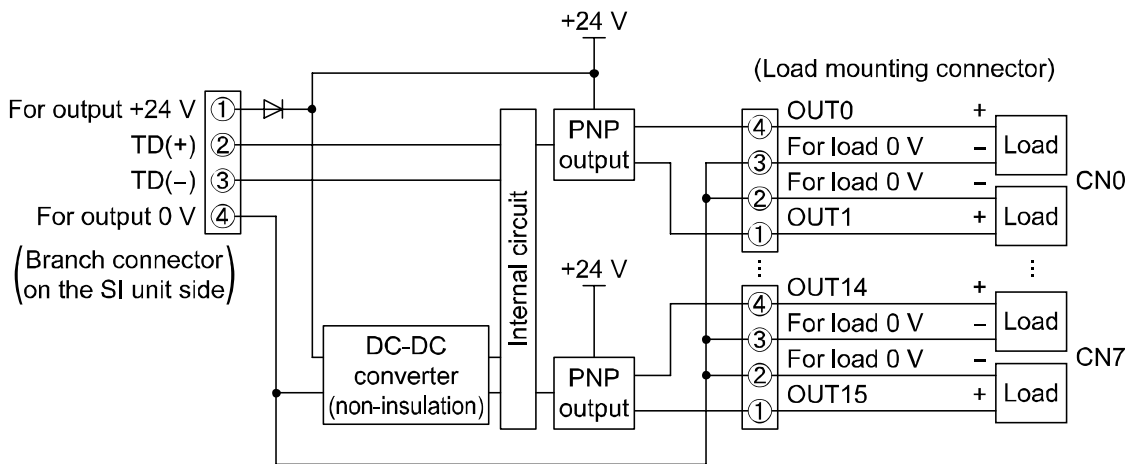 +24 V
(Load mounting connector)
For output +24 V
①
TD(+)
②
TD(−)
③
For output 0 V
④
(Branch connector
on the SI unit side)
DC-DC
converter
(non-insulation)
Internal circuit
PNP
output
+24 V
PNP
output
④
OUT0
+
③
For load 0 V
−
Load
②
For load 0 V
−
①
OUT1
+
Load
CN0
⋮
⋮
④
OUT14
+
③
For load 0 V
−
Load
②
For load 0 V
−
①
OUT15
+
Load
CN7